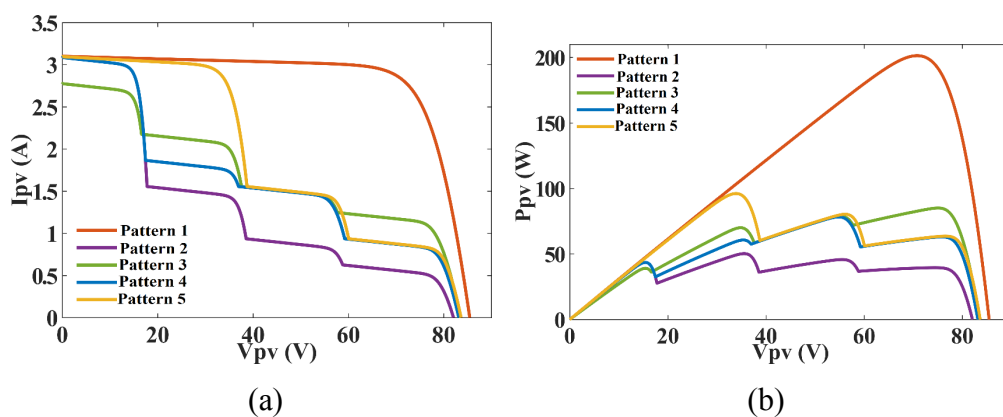 (a)
(b)
3.5
3
2.5
2
1.5
1
0.5
0
Ipv (A)
Pattern 1
Pattern 2
Pattern 3
Pattern 4
Pattern 5
0
20
40
60
80
Vpv (V)
200
150
100
50
0
Ppv (W)
Pattern 1
Pattern 2
Pattern 3
Pattern 4
Pattern 5
0
20
40
60
80
Vpv (V)
(a)
(b)